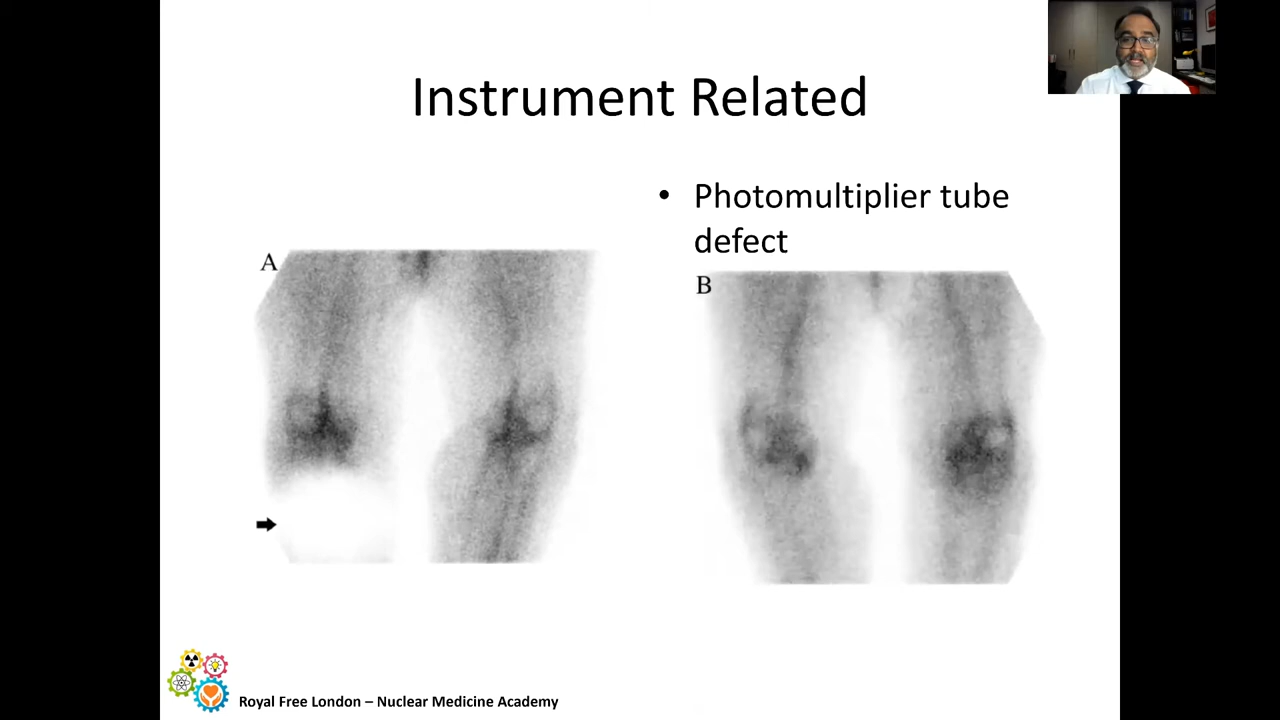 Instrument Related
• Photomultiplier tube
defect
A
B
Royal Free London – Nuclear Medicine Academy